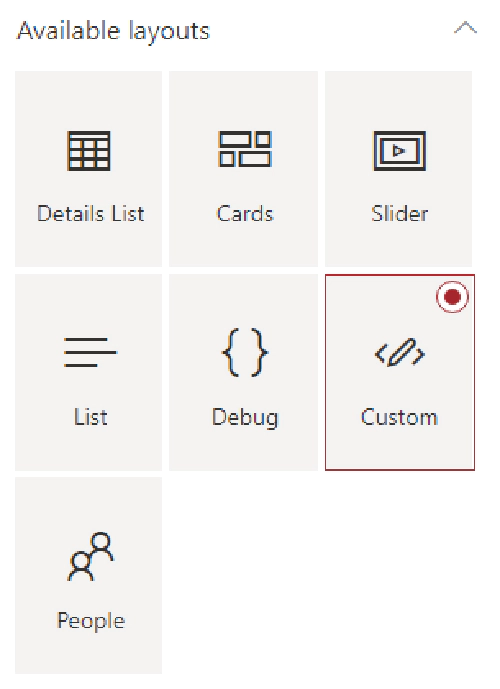 Available layouts
Details List
Cards
Slider
List
Debug
Custom
People